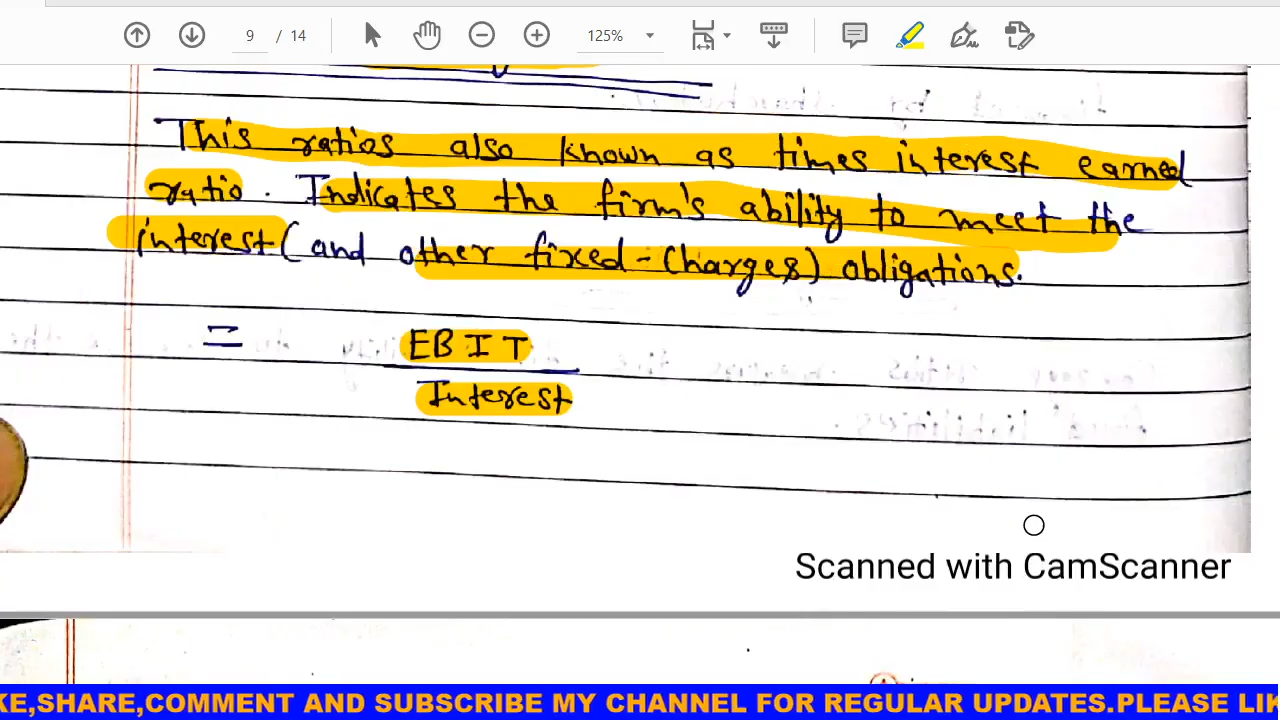 9 / 14 125%
This ratios also known as times interest earned
ratio. Indicates the firm's ability to meet the
interest (and other fixed-charges) obligations.
= EBIT
Interest
Scanned with CamScanner
KE,SHARE,COMMENT AND SUBSCRIBE MY CHANNEL FOR REGULAR UPDATES.PLEASE LIK